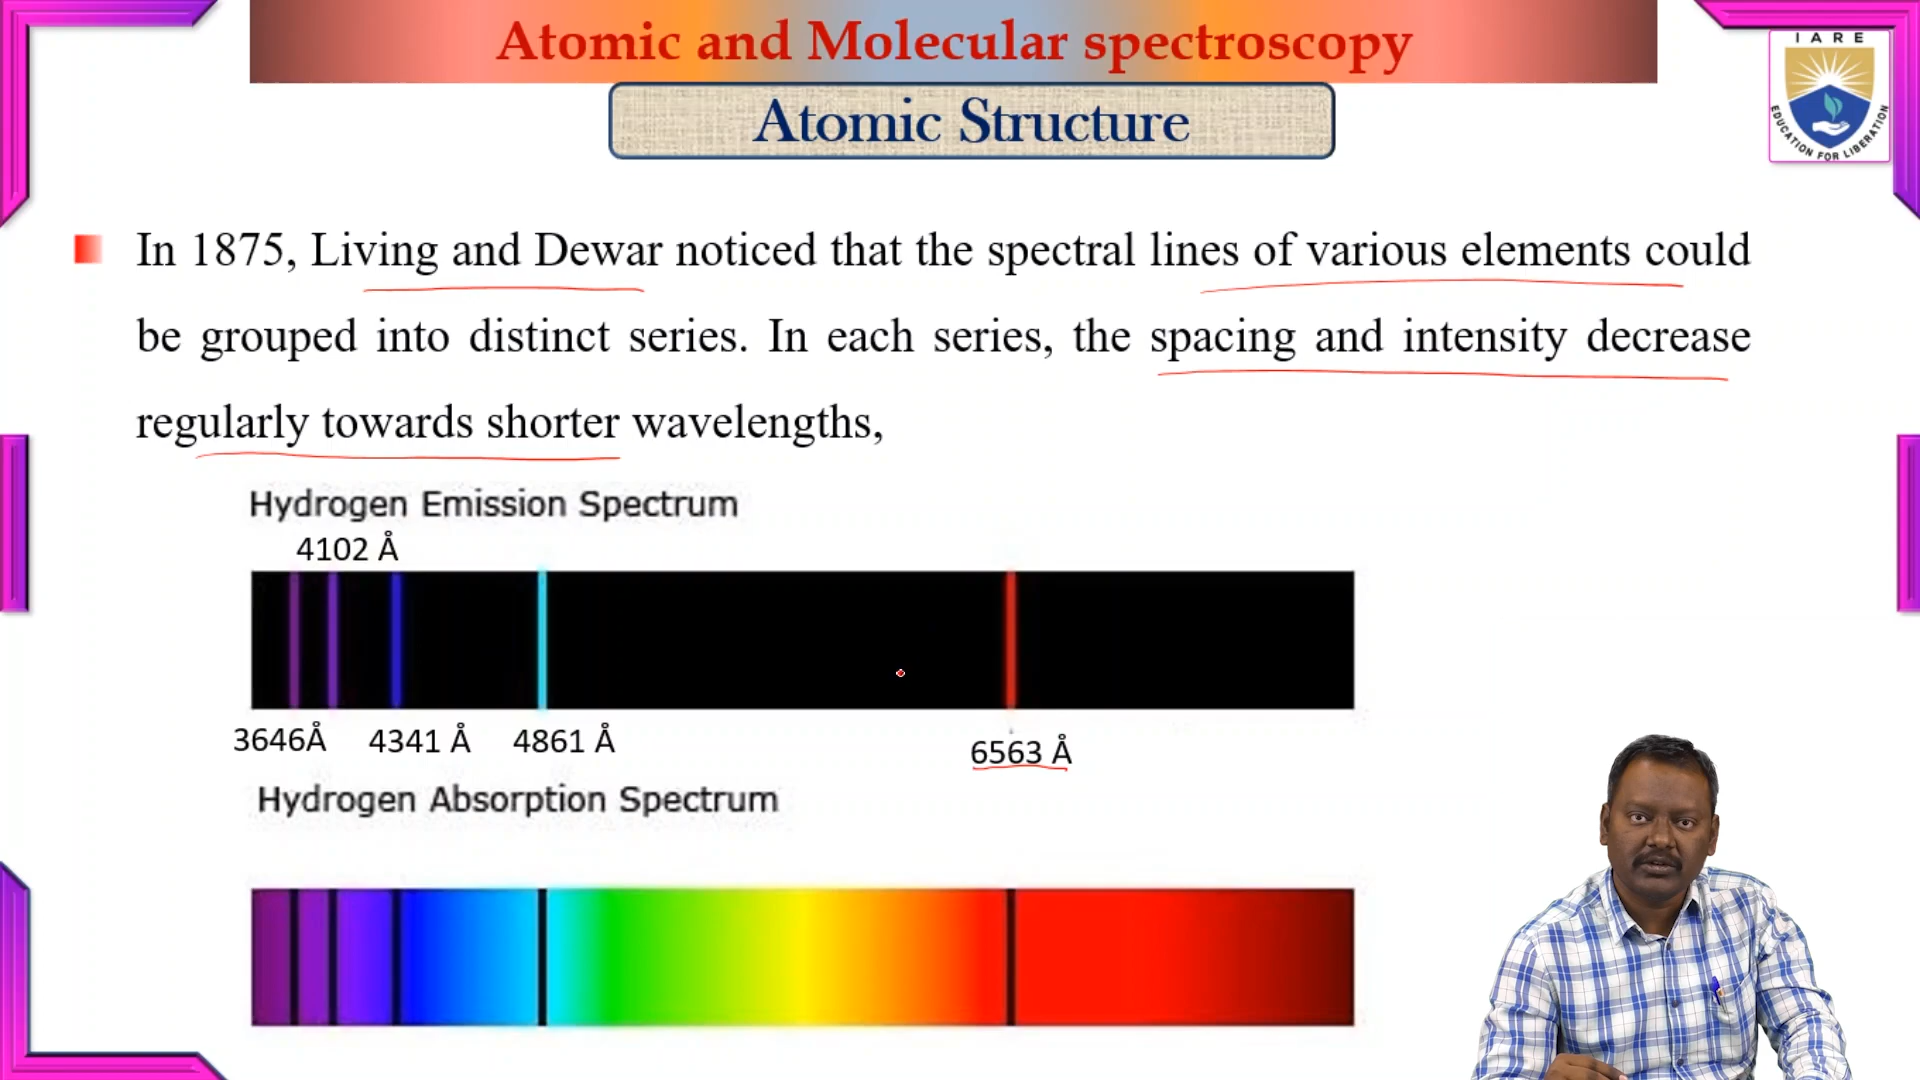 Atomic and Molecular spectroscopy
IARE
EDUCATION FOR LIBERATION
Atomic Structure
In 1875, Living and Dewar noticed that the spectral lines of various elements could
be grouped into distinct series. In each series, the spacing and intensity decrease
regularly towards shorter wavelengths,
Hydrogen Emission Spectrum
4102 Å
3646Å 4341 Å 4861 Å 6563 Å
Hydrogen Absorption Spectrum